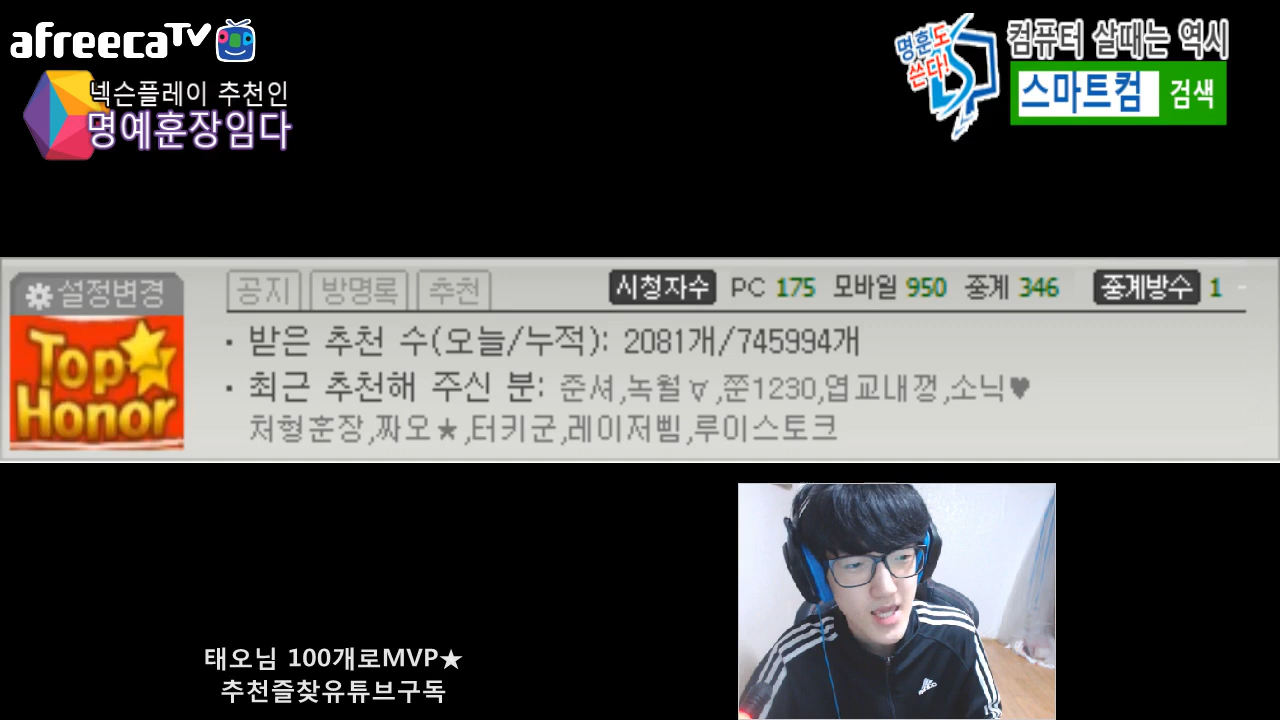 afreecaTV
넥슨플레이 추천인
명예훈장임다
명훈도
쓴다!
컴퓨터 살때는 역시
스마트컴 검색
설정변경
Top
Honor
공지 방명록 추천 시청자수 PC 175 모바일 950 중계 346 중계방수 1
· 받은 추천 수(오늘/누적): 2081개/745994개
· 최근 추천해 주신 분: 준셔,녹월∀,쭌1230,엽교내껑,소닉♥
처형훈장,짜오★,터키군,레이저삠,루이스토크
태오님 100개로MVP★
추천즐찾유튜브구독
adidas